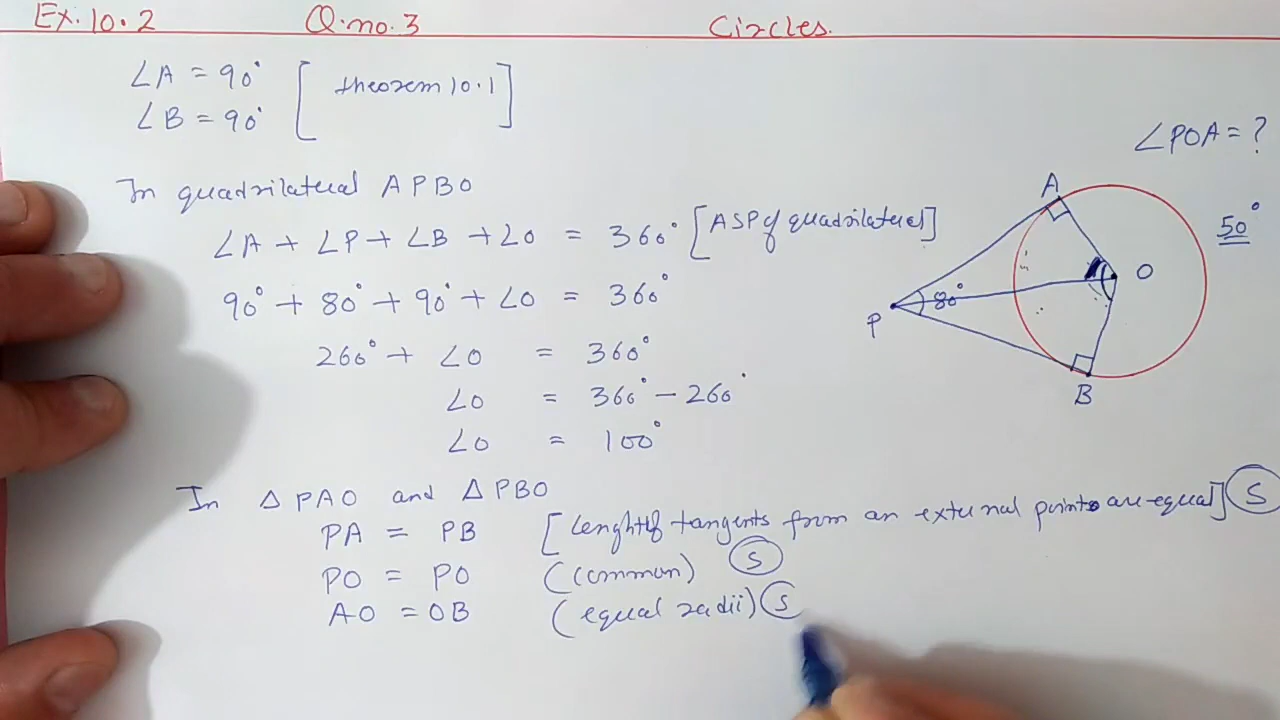 Ex. 10.2 Q.no.3 Circles.
∠A = 90°
∠B = 90° [theorem 10.1]
In quadrilateral APBO
∠A + ∠P + ∠B + ∠O = 360° [ASP of quadrilateral]
90° + 80° + 90° + ∠O = 360°
260° + ∠O = 360°
∠O = 360° - 260°
∠O = 100°
In △PAO and △PBO
PA = PB [Lenght of tangents from an external points are equal] S
PO = PO (common) S
AO = OB (equal radii) S
∠POA = ?
A
50°
O
80°
P
B